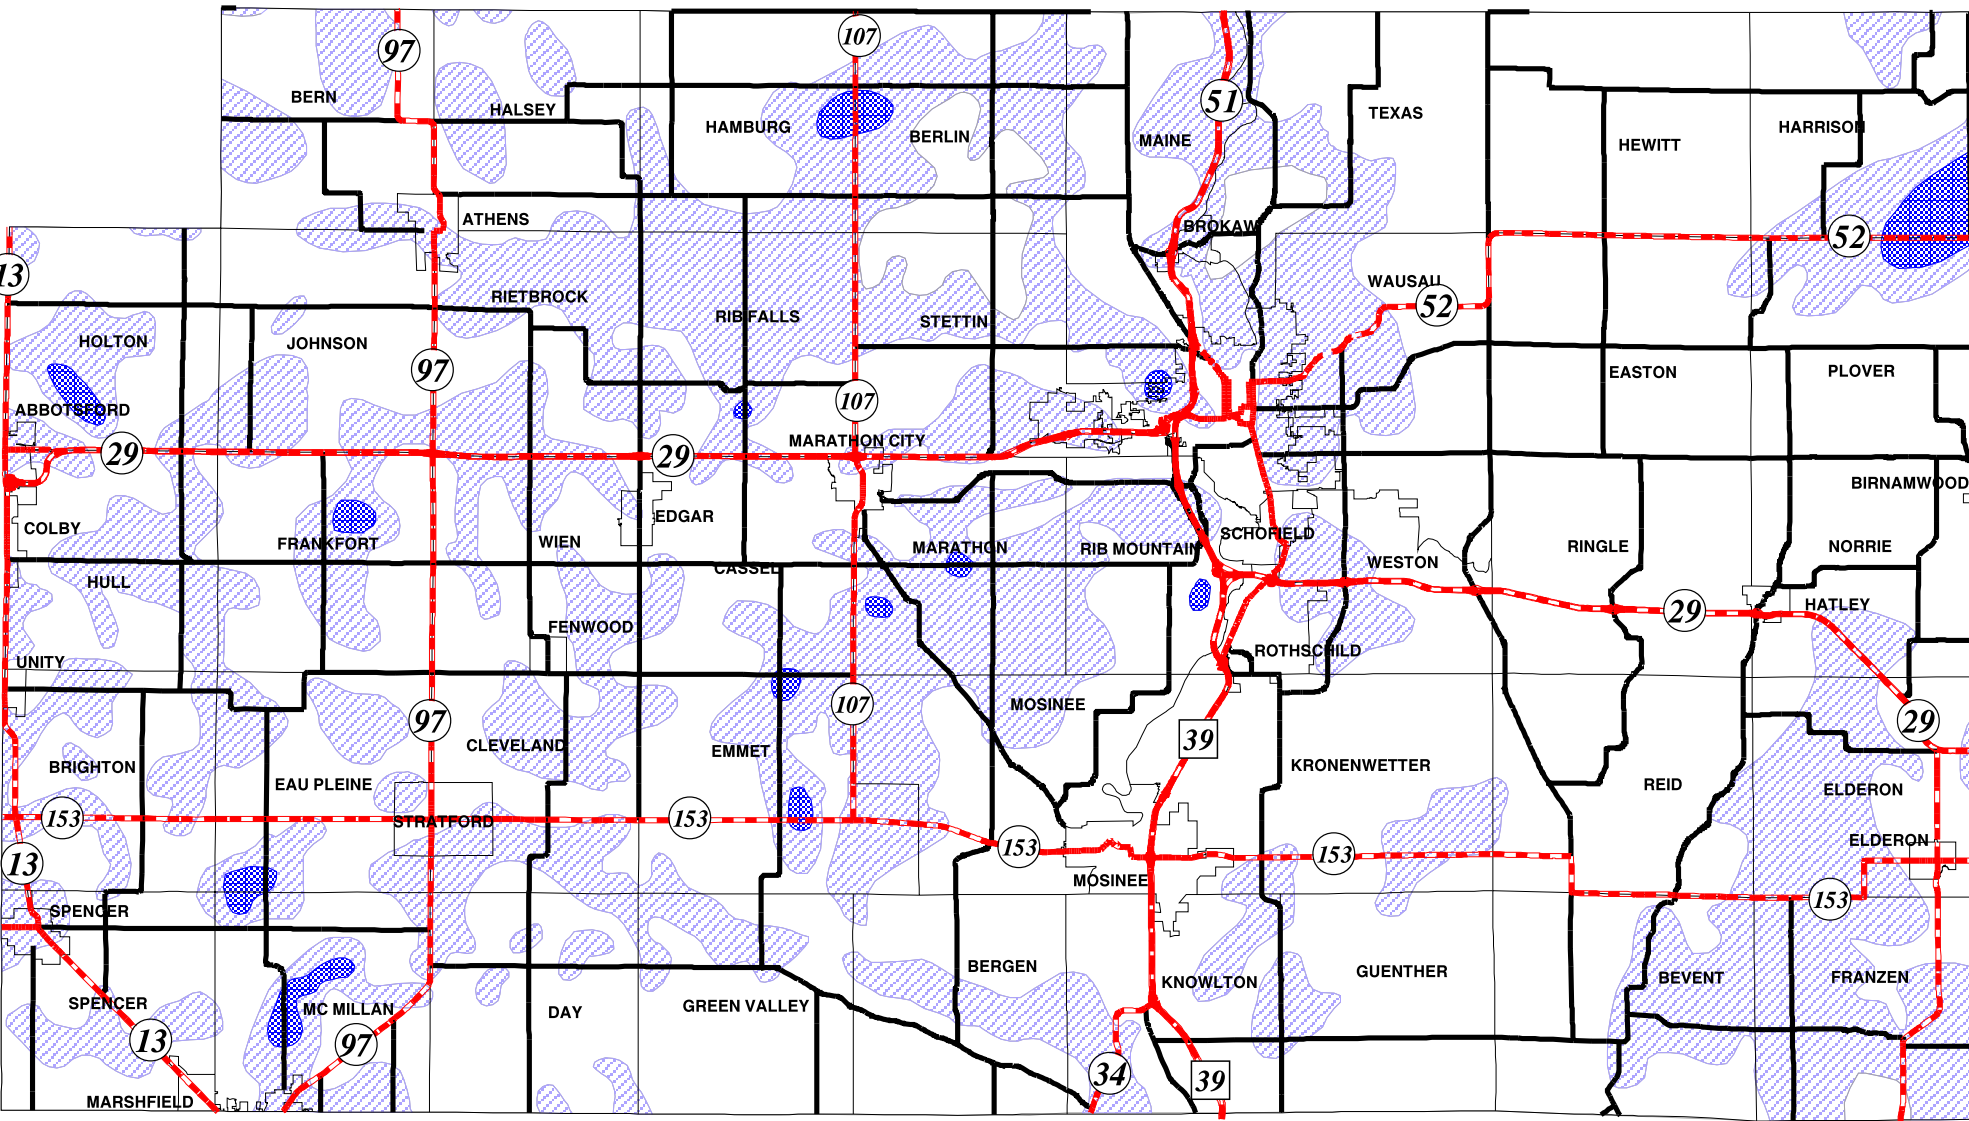 97
107
51
BERN
HALSEY
HAMBURG
BERLIN
MAINE
TEXAS
HEWITT
HARRISON
ATHENS
BROKAW
52
13
RIETBROCK
RIB FALLS
STETTIN
WAUSAU
52
HOLTON
JOHNSON
97
EASTON
PLOVER
ABBOTSFORD
107
MARATHON CITY
29
29
BIRNAMWOOD
COLBY
EDGAR
FRANKFORT
WIEN
MARATHON
RIB MOUNTAIN
SCHOFIELD
WESTON
RINGLE
NORRIE
HULL
CASSEL
29
HATLEY
FENWOOD
UNITY
ROTHSCHILD
97
107
MOSINEE
39
29
BRIGHTON
EAU PLEINE
CLEVELAND
EMMET
KRONENWETTER
REID
ELDERON
153
STRATFORD
153
153
153
ELDERON
13
MOSINEE
153
SPENCER
BERGEN
KNOWLTON
GUENTHER
BEVENT
FRANZEN
SPENCER
MC MILLAN
DAY
GREEN VALLEY
13
97
34
39
MARSHFIELD